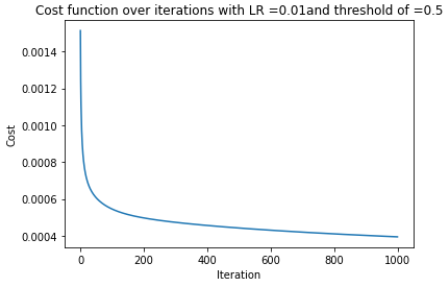 Cost function over iterations with LR =0.01and threshold of =0.5
0.0014
0.0012
0.0010
0.0008
0.0006
0.0004
Cost
0 200 400 600 800 1000
Iteration